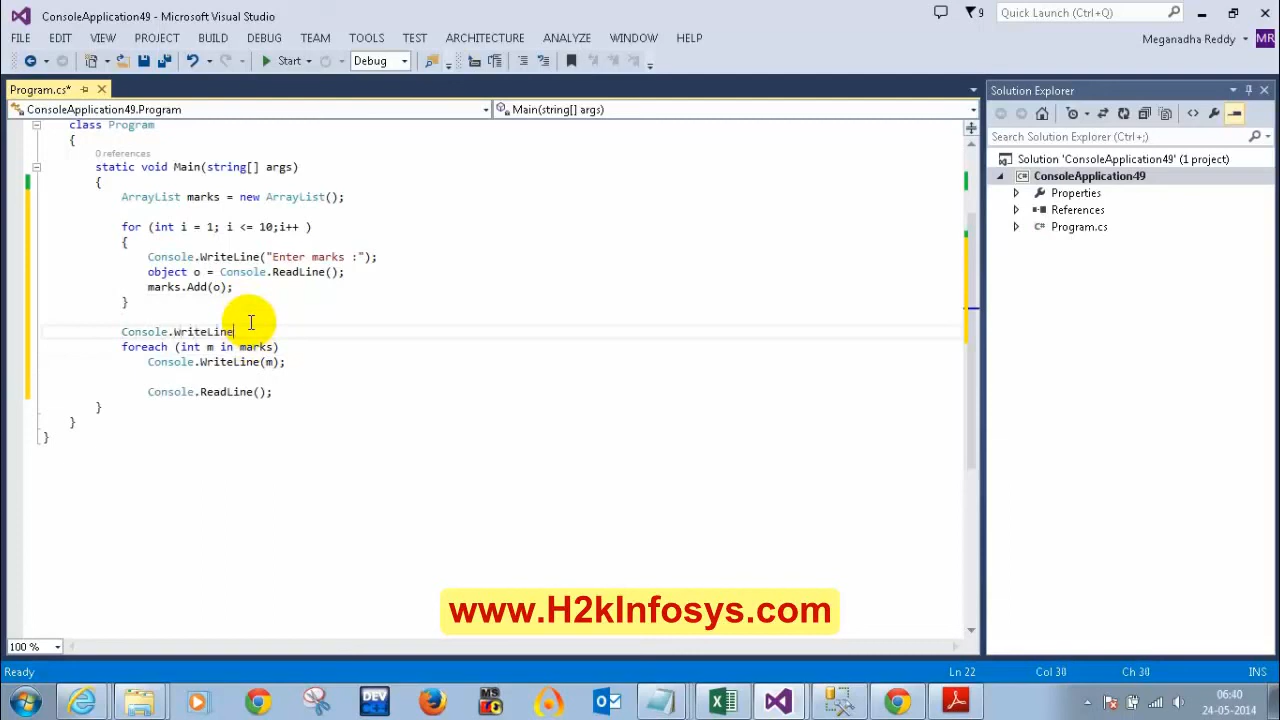 ConsoleApplication49 - Microsoft Visual Studio
9
Quick Launch (Ctrl+Q)
FILE EDIT VIEW PROJECT BUILD DEBUG TEAM TOOLS TEST ARCHITECTURE ANALYZE WINDOW HELP
Meganadha Reddy MR
Start Debug
Program.cs*
Solution Explorer
ConsoleApplication49.Program
Main(string[] args)
Search Solution Explorer (Ctrl+;)
Solution 'ConsoleApplication49' (1 project)
C# ConsoleApplication49
Properties
References
C# Program.cs
class Program
{
0 references
static void Main(string[] args)
{
ArrayList marks = new ArrayList();
for (int i = 1; i <= 10;i++ )
{
Console.WriteLine("Enter marks :");
object o = Console.ReadLine();
marks.Add(o);
}
Console.WriteLine
foreach (int m in marks)
Console.WriteLine(m);
Console.ReadLine();
}
}
}
www.H2kInfosys.com
100 %
Ready
Ln 22 Col 30 Ch 30 INS
DEV
MS
06:40
24-05-2014